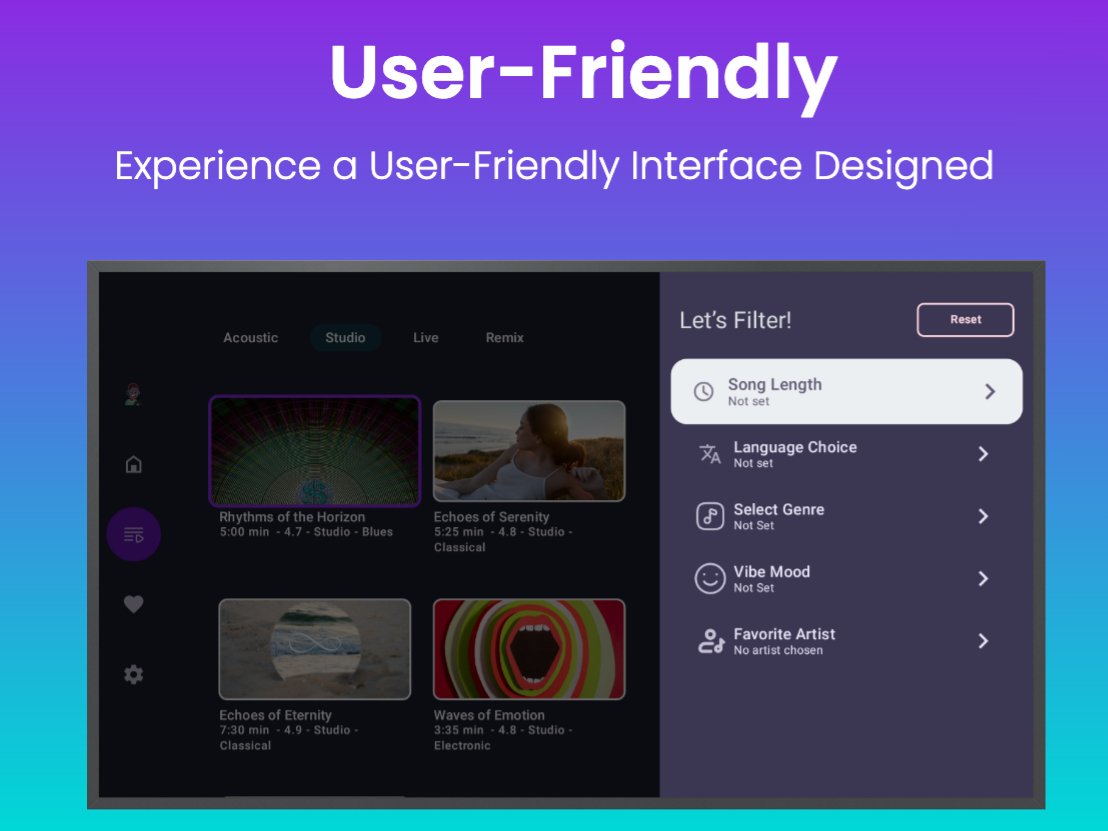 User-Friendly
Experience a User-Friendly Interface Designed
Acoustic
Studio
Live
Remix
Rhythms of the Horizon
5:00 min - 4.7 - Studio - Blues
Echoes of Serenity
5:25 min - 4.8 - Studio -
Classical
Echoes of Eternity
7:30 min - 4.9 - Studio -
Classical
Waves of Emotion
3:35 min - 4.8 - Studio -
Electronic
Let's Filter!
Reset
Song Length
Not set
Language Choice
Not set
Select Genre
Not Set
Vibe Mood
Not Set
Favorite Artist
No artist chosen